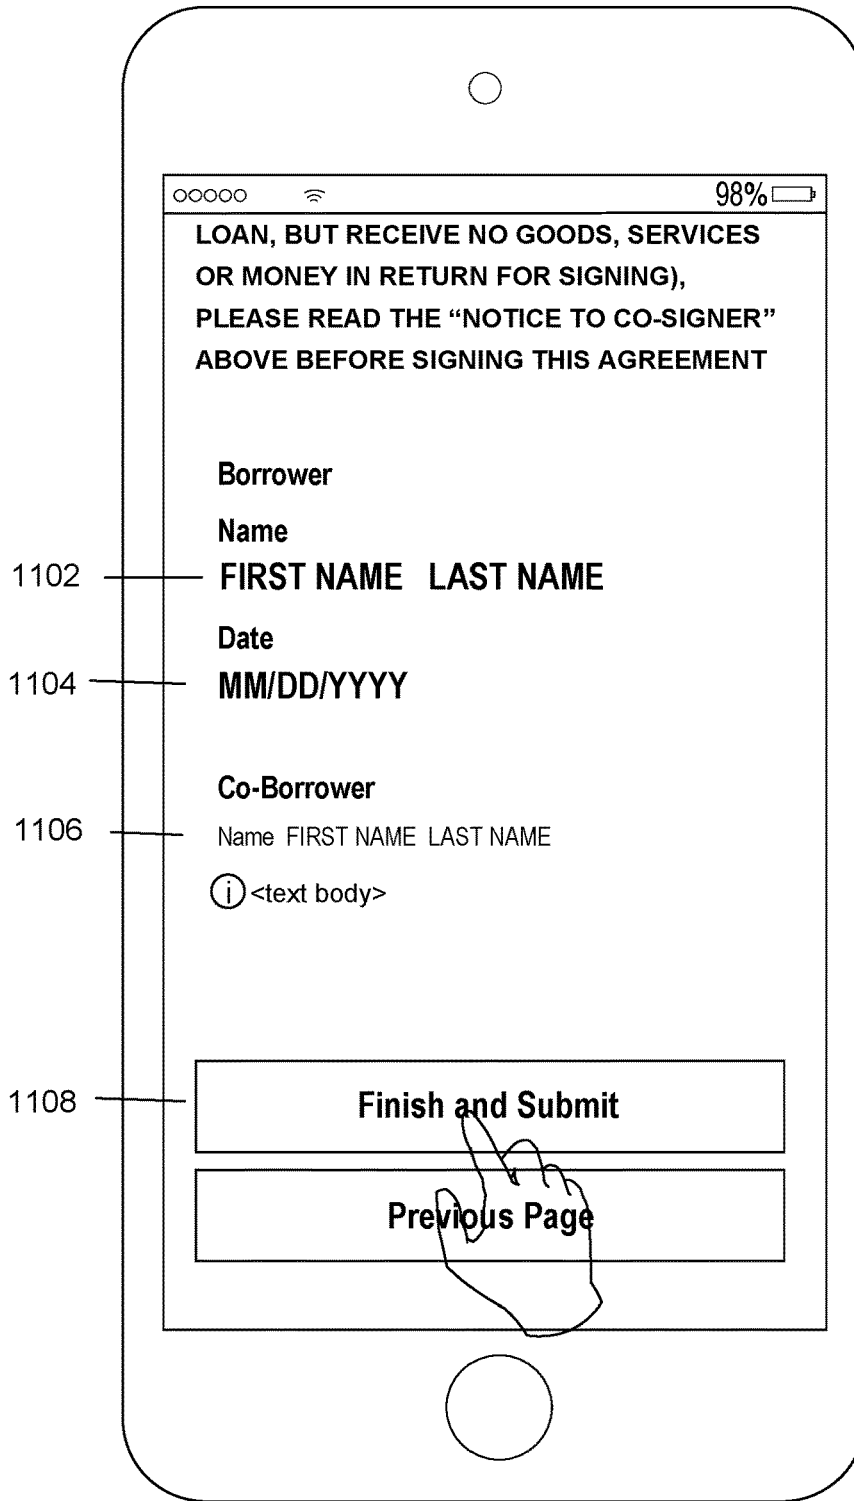 98%
LOAN, BUT RECEIVE NO GOODS, SERVICES
OR MONEY IN RETURN FOR SIGNING),
PLEASE READ THE “NOTICE TO CO-SIGNER”
ABOVE BEFORE SIGNING THIS AGREEMENT
Borrower
Name
1102 FIRST NAME LAST NAME
Date
1104 MM/DD/YYYY
Co-Borrower
1106 Name FIRST NAME LAST NAME
i <text body>
1108 Finish and Submit
Previous Page